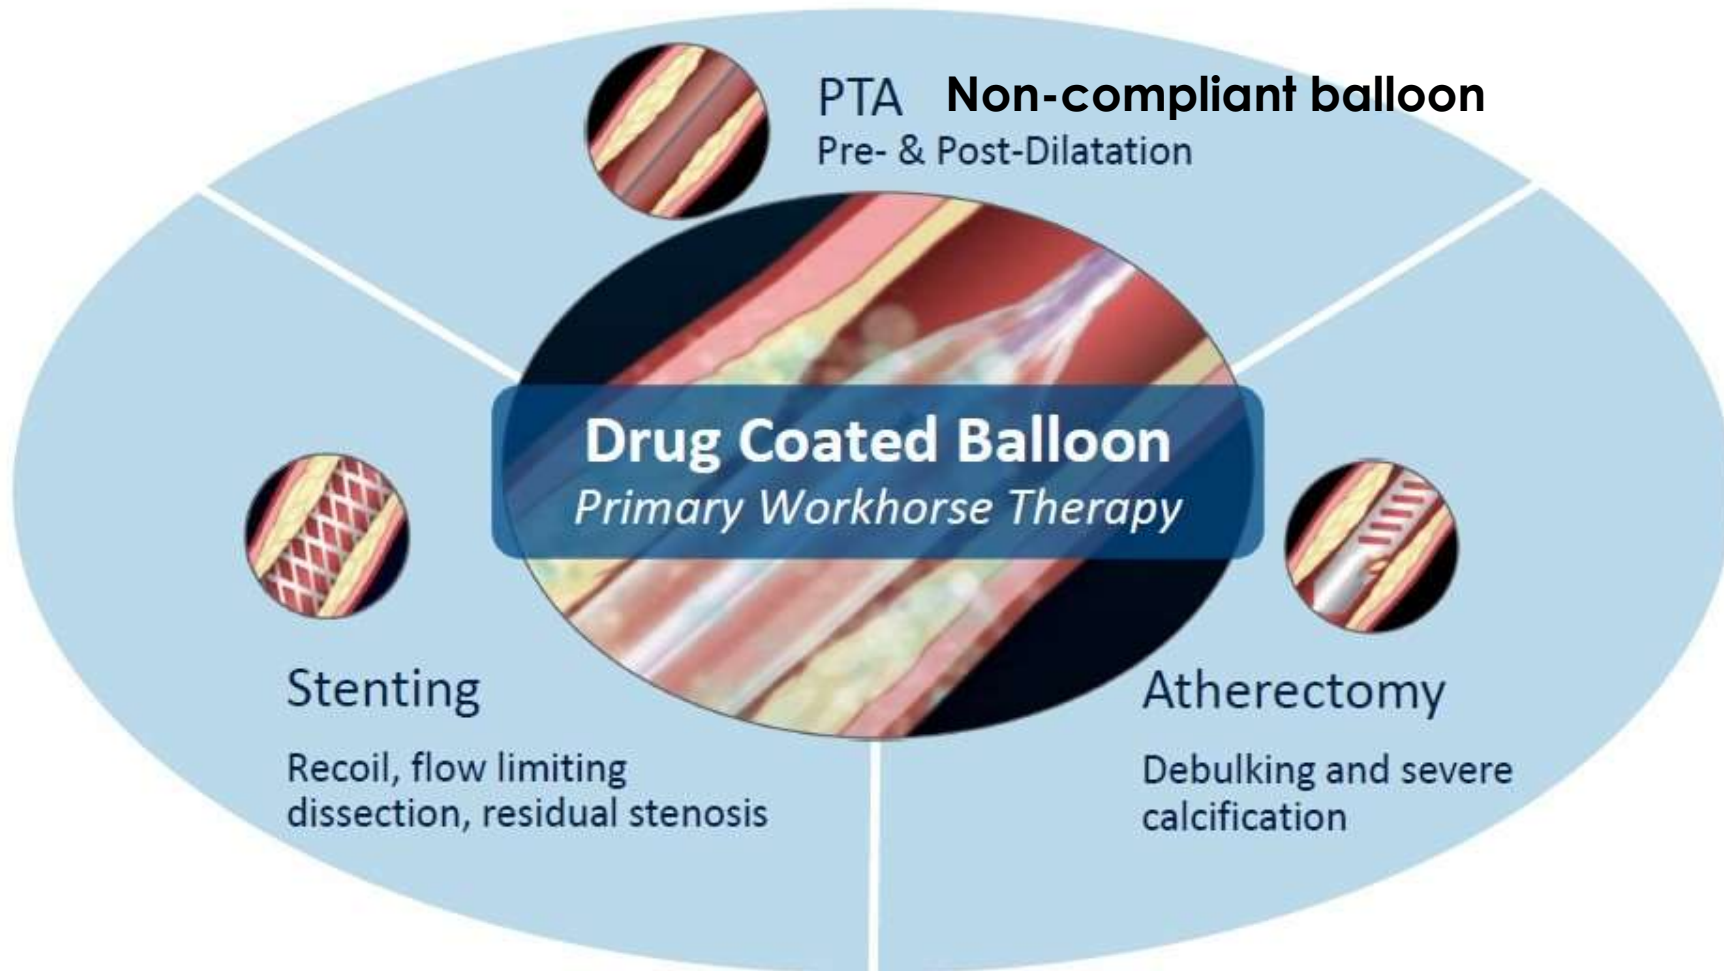 PTA Non-compliant balloon
Pre- & Post-Dilatation
Drug Coated Balloon
Primary Workhorse Therapy
Stenting
Recoil, flow limiting
dissection, residual stenosis
Atherectomy
Debulking and severe
calcification